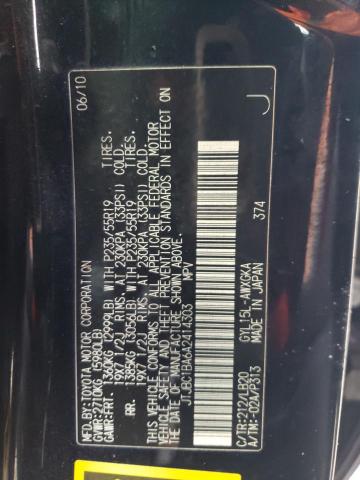 MFD.BY:TOYOTA MOTOR CORPORATION 06/10
GVWR:2710KG (5980LB)
GAWR:FRT. 1360KG (2999LB) WITH P235/55R19 TIRES,
19X7 1/2J RIMS, AT 230KPA (33PSI) COLD.
RR. 1385KG (3056LB) WITH P235/55R19 TIRES,
19X7 1/2J RIMS, AT 230KPA (33PSI) COLD.
THIS VEHICLE CONFORMS TO ALL APPLICABLE FEDERAL MOTOR
VEHICLE SAFETY AND THEFT PREVENTION STANDARDS IN EFFECT ON
THE DATE OF MANUFACTURE SHOWN ABOVE.
JTJBC1BA6A2414303 MPV
J
374
C/TR:212/LB20 GYL15L-AWXGKA
A/TM:-02A/P313 MADE IN JAPAN